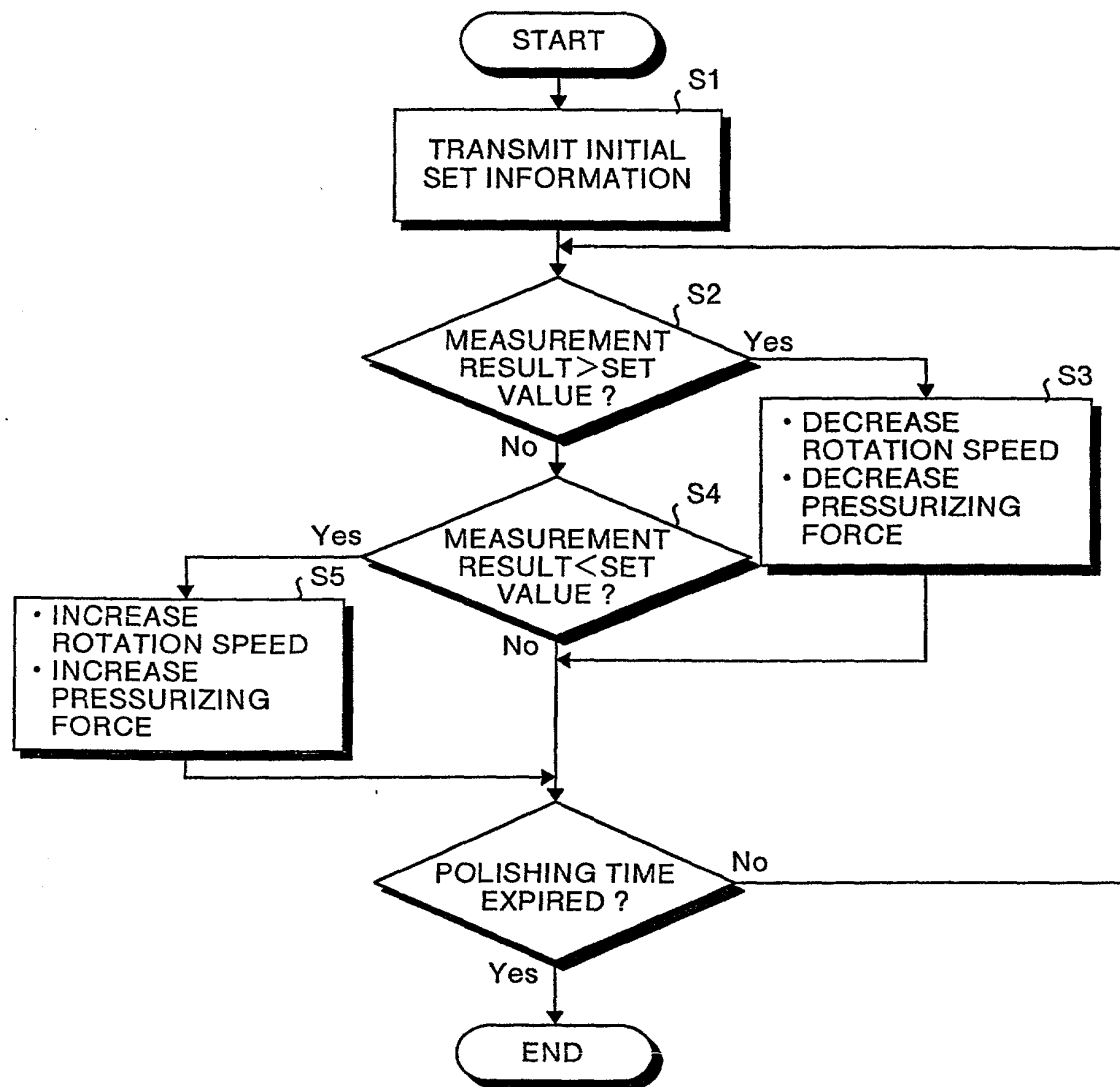 START
S1
TRANSMIT INITIAL
SET INFORMATION
S2
MEASUREMENT
RESULT>SET
VALUE ?
Yes
No
S3
• DECREASE
ROTATION SPEED
• DECREASE
PRESSURIZING
FORCE
S4
MEASUREMENT
RESULT<SET
VALUE ?
Yes
No
S5
• INCREASE
ROTATION SPEED
• INCREASE
PRESSURIZING
FORCE
POLISHING TIME
EXPIRED ?
No
Yes
END